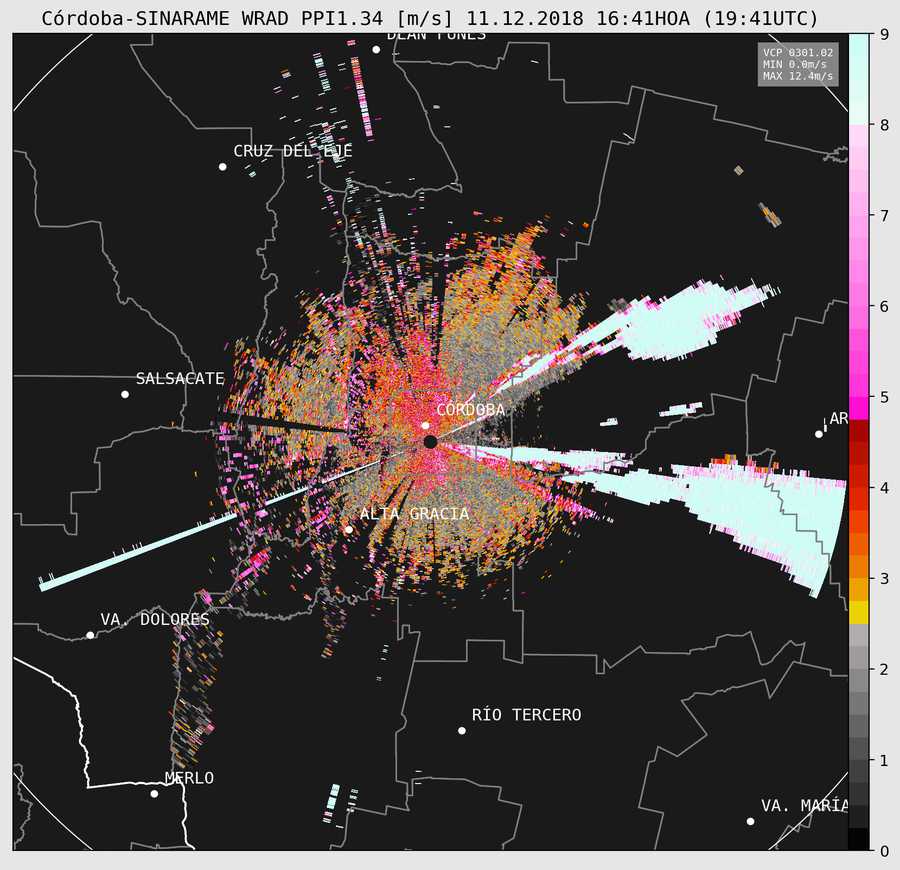 Córdoba-SINARAME WRAD PPI1.34 [m/s] 11.12.2018 16:41HOA (19:41UTC)
DEAN FUNES
VCP 0301.02
MIN 0.0m/s
MAX 12.4m/s
9
8
CRUZ DEL EJE
7
6
SALSACATE
5
CÓRDOBA
AR
4
ALTA GRACIA
3
VA. DOLORES
2
RÍO TERCERO
1
MERLO
VA. MARÍA
0